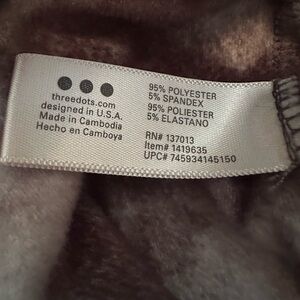 threedots.com
designed in U.S.A.
Made in Cambodia
Hecho en Camboya
95% POLYESTER
5% SPANDEX
95% POLIESTER
5% ELASTANO
RN# 137013
Item# 1419635
UPC# 745934145150